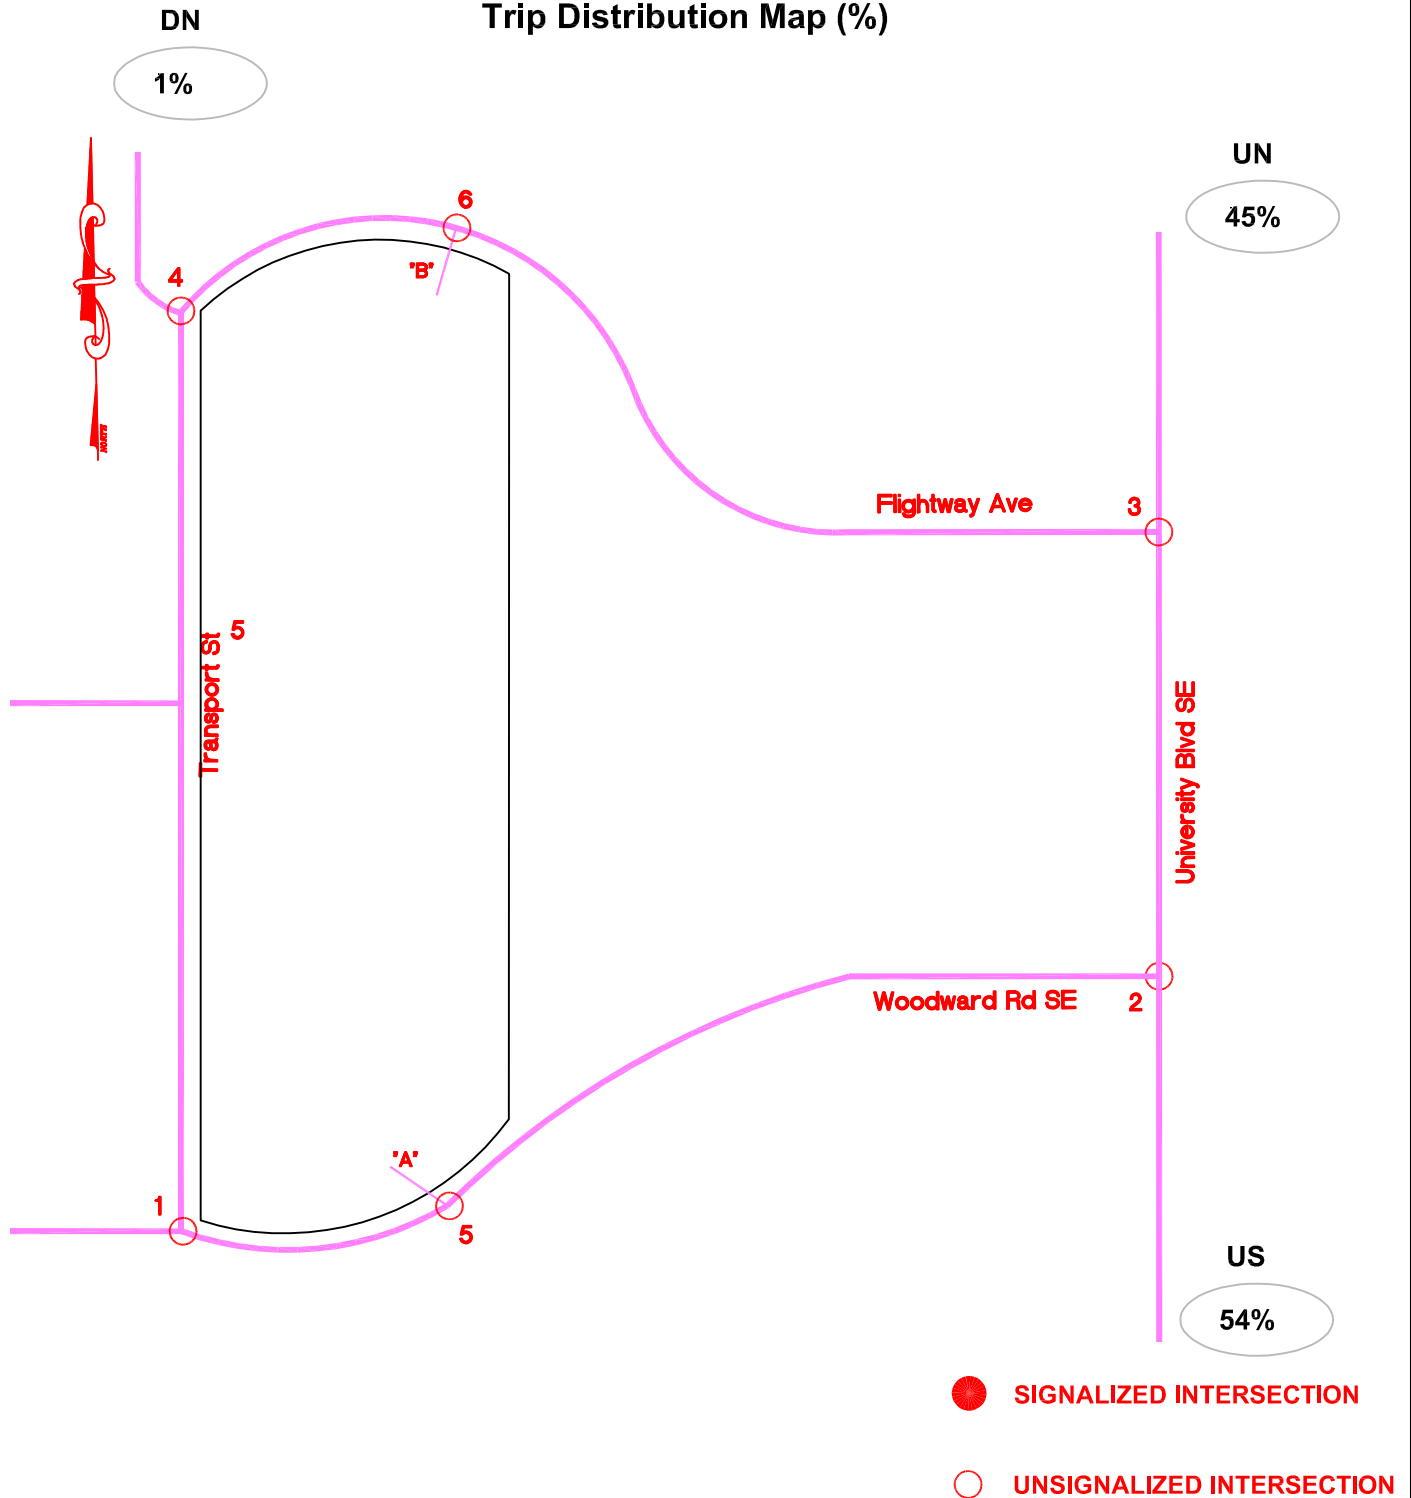 Trip Distribution Map (%)
DN
1%
UN
45%
6
"B"
4
NORTH
Flightway Ave
3
5
Transport St
University Blvd SE
Woodward Rd SE
2
"A"
1
5
US
54%
SIGNALIZED INTERSECTION
UNSIGNALIZED INTERSECTION